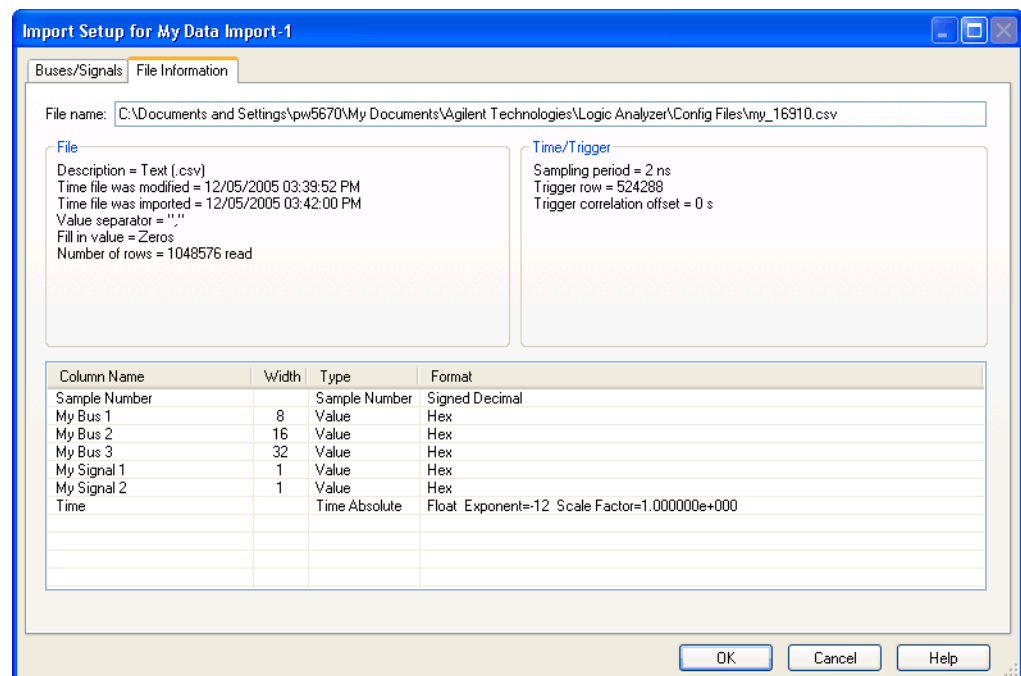 Import Setup for My Data Import-1
Buses/Signals File Information
File name: C:\Documents and Settings\pw5670\My Documents\Agilent Technologies\Logic Analyzer\Config Files\my_16910.csv
File
Description = Text (.csv)
Time file was modified = 12/05/2005 03:39:52 PM
Time file was imported = 12/05/2005 03:42:00 PM
Value separator = ","
Fill in value = Zeros
Number of rows = 1048576 read
Time/Trigger
Sampling period = 2 ns
Trigger row = 524288
Trigger correlation offset = 0 s
Column Name Width Type Format
Sample Number Sample Number Signed Decimal
My Bus 1 8 Value Hex
My Bus 2 16 Value Hex
My Bus 3 32 Value Hex
My Signal 1 1 Value Hex
My Signal 2 1 Value Hex
Time Time Absolute Float Exponent=-12 Scale Factor=1.000000e+000
OK Cancel Help